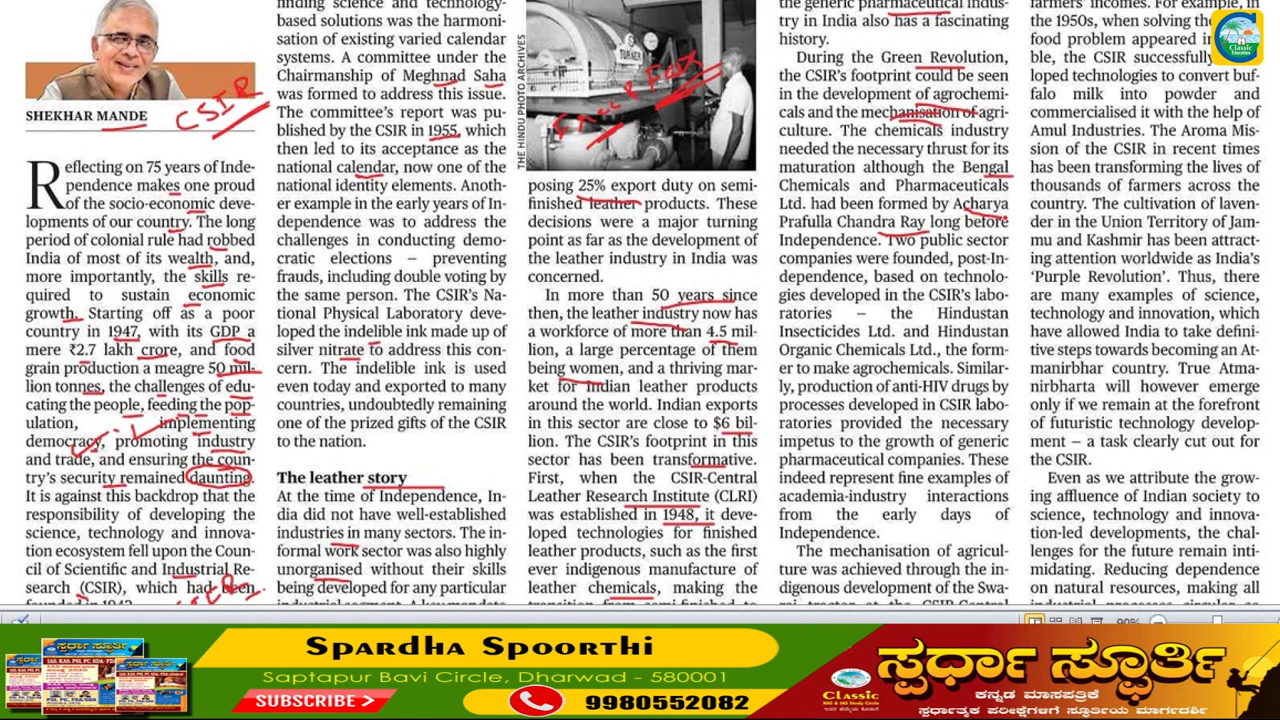 SHEKHAR MANDE
CSIR
Reflecting on 75 years of Inde-
pendence makes one proud
of the socio-economic deve-
lopments of our country. The long
period of colonial rule had robbed
India of most of its wealth, and,
more importantly, the skills re-
quired to sustain economic
growth. Starting off as a poor
country in 1947, with its GDP a
mere ₹2.7 lakh crore, and food
grain production a meagre 50 mil-
lion tonnes, the challenges of edu-
cating the people, feeding the pop-
ulation, implementing
democracy, promoting industry
and trade, and ensuring the coun-
try's security remained daunting.
It is against this backdrop that the
responsibility of developing the
science, technology and innova-
tion ecosystem fell upon the Coun-
cil of Scientific and Industrial Re-
search (CSIR), which had been
founded in 1942
finding science and technology-
based solutions was the harmoni-
sation of existing varied calendar
systems. A committee under the
Chairmanship of Meghnad Saha
was formed to address this issue.
The committee's report was pu-
blished by the CSIR in 1955, which
then led to its acceptance as the
national calendar, now one of the
national identity elements. Anoth-
er example in the early years of In-
dependence was to address the
challenges in conducting demo-
cratic elections – preventing
frauds, including double voting by
the same person. The CSIR's Na-
tional Physical Laboratory deve-
loped the indelible ink made up of
silver nitrate to address this con-
cern. The indelible ink is used
even today and exported to many
countries, undoubtedly remaining
one of the prized gifts of the CSIR
to the nation.
The leather story
At the time of Independence, In-
dia did not have well-established
industries in many sectors. The in-
formal work sector was also highly
unorganised without their skills
being developed for any particular
industrial segment. A key mandate
TURNER
THE HINDU PHOTO ARCHIVES
posing 25% export duty on semi-
finished leather products. These
decisions were a major turning
point as far as the development of
the leather industry in India was
concerned.
In more than 50 years since
then, the leather industry now has
a workforce of more than 4.5 mil-
lion, a large percentage of them
being women, and a thriving mar-
ket for Indian leather products
around the world. Indian exports
in this sector are close to $6 bil-
lion. The CSIR's footprint in this
sector has been transformative.
First, when the CSIR-Central
Leather Research Institute (CLRI)
was established in 1948, it deve-
loped technologies for finished
leather products, such as the first
ever indigenous manufacture of
leather chemicals, making the
transition from semi-finished to
the generic pharmaceutical indus-
try in India also has a fascinating
history.
During the Green Revolution,
the CSIR's footprint could be seen
in the development of agrochemi-
cals and the mechanisation of agri-
culture. The chemicals industry
needed the necessary thrust for its
maturation although the Bengal
Chemicals and Pharmaceuticals
Ltd. had been formed by Acharya
Prafulla Chandra Ray long before
Independence. Two public sector
companies were founded, post-In-
dependence, based on technolo-
gies developed in the CSIR's labo-
ratories – the Hindustan
Insecticides Ltd. and Hindustan
Organic Chemicals Ltd., the form-
er to make agrochemicals. Similar-
ly, production of anti-HIV drugs by
processes developed in CSIR labo-
ratories provided the necessary
impetus to the growth of generic
pharmaceutical companies. These
indeed represent fine examples of
academia-industry interactions
from the early days of
Independence.
The mechanisation of agricul-
ture was achieved through the in-
digenous development of the Swa-
raj tractor at the CSIR-Central
farmers' incomes. For example, in
the 1950s, when solving the
food problem appeared
ble, the CSIR successfully
loped technologies to convert buf-
falo milk into powder and
commercialised it with the help of
Amul Industries. The Aroma Mis-
sion of the CSIR in recent times
has been transforming the lives of
thousands of farmers across the
country. The cultivation of laven-
der in the Union Territory of Jam-
mu and Kashmir has been attract-
ing attention worldwide as India's
'Purple Revolution'. Thus, there
are many examples of science,
technology and innovation, which
have allowed India to take defini-
tive steps towards becoming an At-
manirbhar country. True Atma-
nirbharta will however emerge
only if we remain at the forefront
of futuristic technology develop-
ment – a task clearly cut out for
the CSIR.
Even as we attribute the grow-
ing affluence of Indian society to
science, technology and innova-
tion-led developments, the chal-
lenges for the future remain inti-
midating. Reducing dependence
on natural resources, making all
industrial processes circular so
Classic
Education
90%
Spardha Spoorthi
Saptapur Bavi Circle, Dharwad - 580001
SUBSCRIBE
9980552082
ಸ್ಪರ್ಧಾ ಸ್ಫೂರ್ತಿ
ಕನ್ನಡ ಮಾಸಪತ್ರಿಕೆ
ಸ್ಪರ್ಧಾತ್ಮಕ ಪರೀಕ್ಷೆಗಳಿಗೆ ಸ್ಫೂರ್ತಿಯ ಮಾರ್ಗದರ್ಶಿ
Classic
KAS & IAS Study Circle